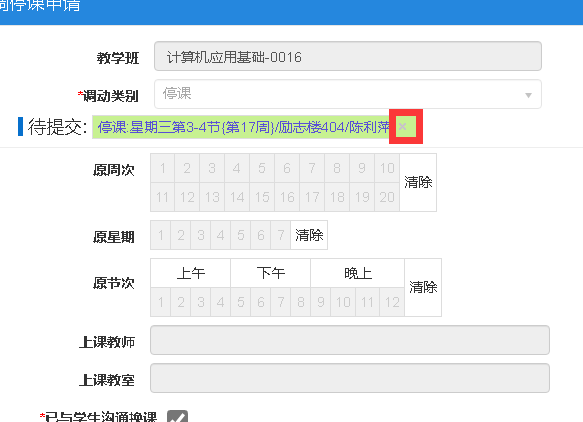 调停课申请
教学班 计算机应用基础-0016
*调动类别 停课
待提交: 停课:星期三第3-4节{第17周}/励志楼404/陈利萍 ×
原周次 1 2 3 4 5 6 7 8 9 10 清除
11 12 13 14 15 16 17 18 19 20
原星期 1 2 3 4 5 6 7 清除
原节次 上午 下午 晚上 清除
1 2 3 4 5 6 7 8 9 10 11 12
上课教师
上课教室
*已与学生沟通换课